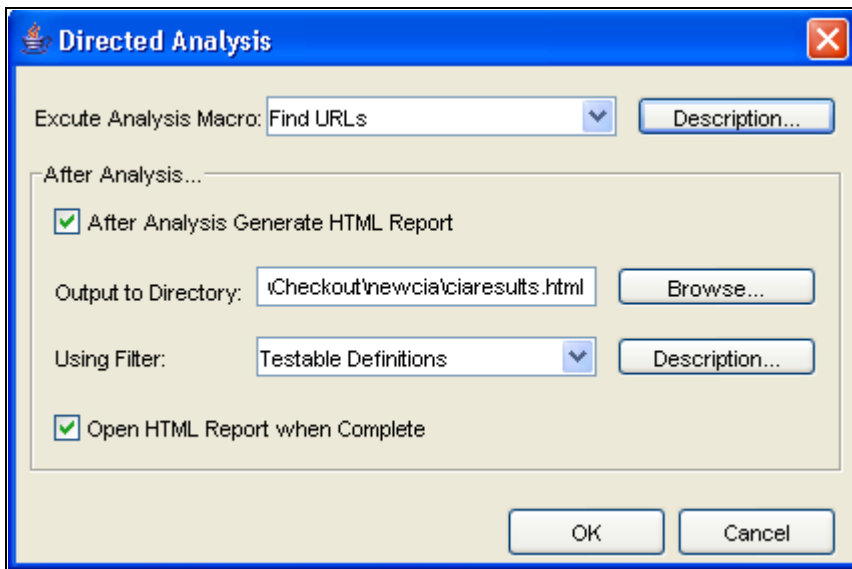 Directed Analysis
Excute Analysis Macro: Find URLs Description...
After Analysis...
After Analysis Generate HTML Report
Output to Directory: \Checkout\newcia\ciaresults.html Browse...
Using Filter: Testable Definitions Description...
Open HTML Report when Complete
OK Cancel